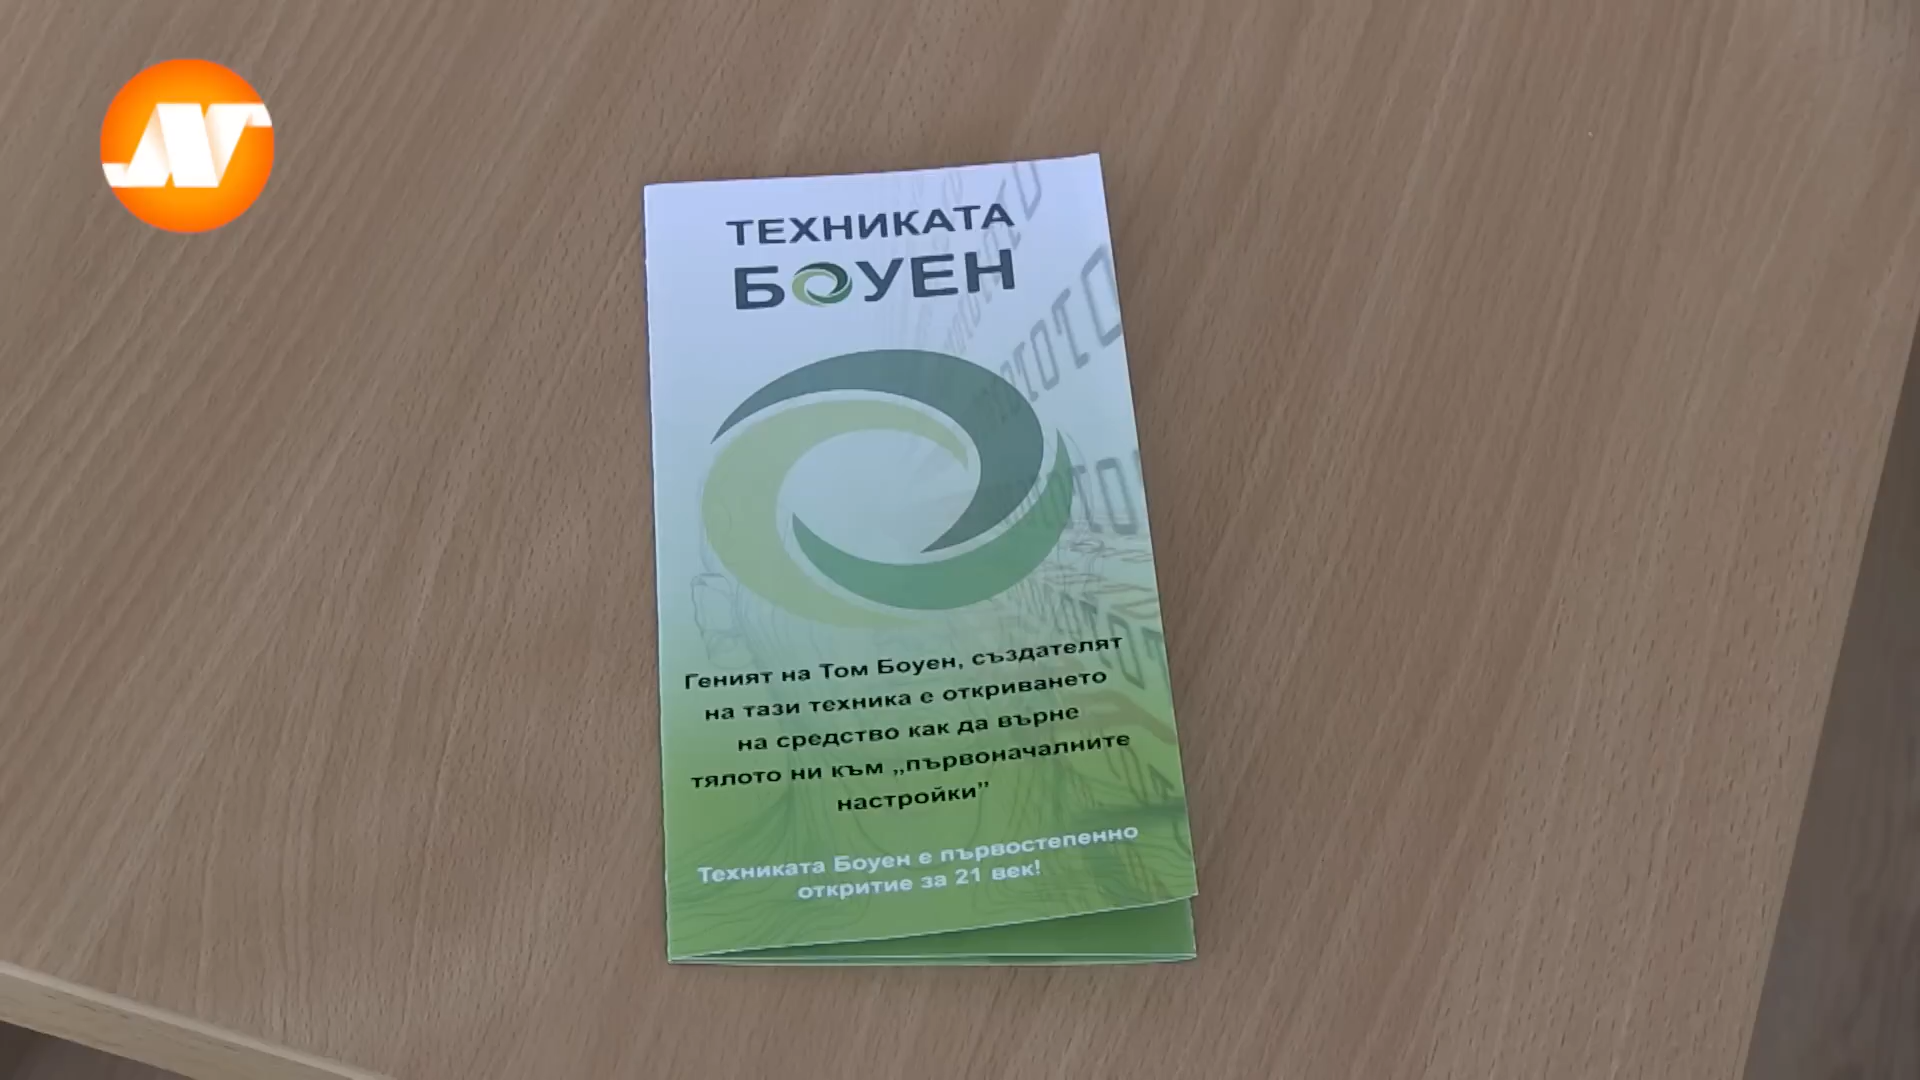 ТЕХНИКАТА
БОУЕН
Геният на Том Боуен, създателят
на тази техника е откриването
на средство как да върне
тялото ни към „първоначалните
настройки”
Техниката Боуен е първостепенно
откритие за 21 век!